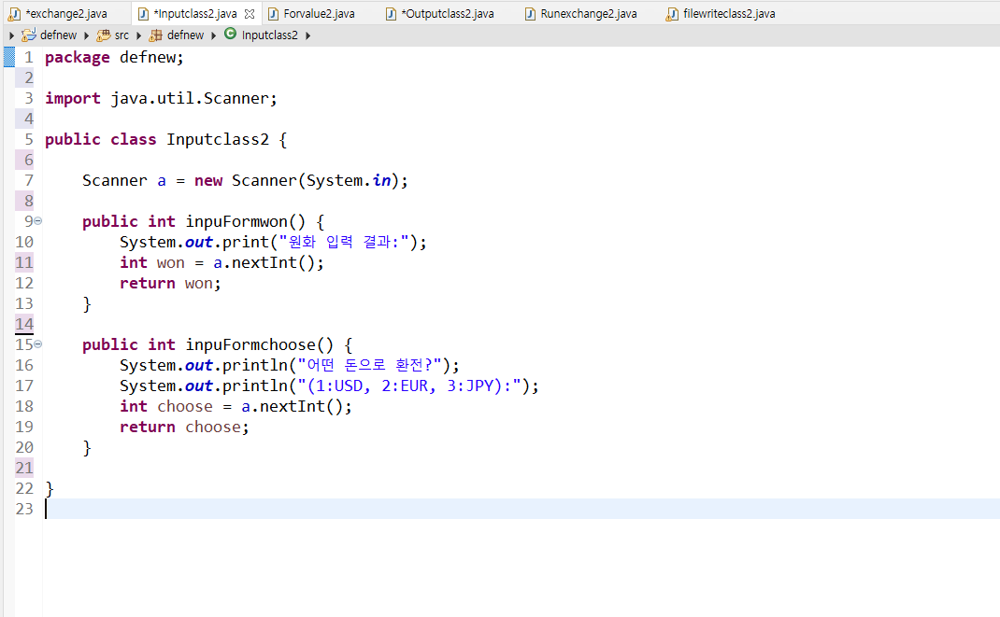 *exchange2.java *Inputclass2.java Forvalue2.java *Outputclass2.java Runexchange2.java filewriteclass2.java
defnew src defnew Inputclass2
1 package defnew;
2
3 import java.util.Scanner;
4
5 public class Inputclass2 {
6
7 Scanner a = new Scanner(System.in);
8
9 public int inpuFormwon() {
10 System.out.print("원화 입력 결과:");
11 int won = a.nextInt();
12 return won;
13 }
14
15 public int inpuFormchoose() {
16 System.out.println("어떤 돈으로 환전?");
17 System.out.println("(1:USD, 2:EUR, 3:JPY):");
18 int choose = a.nextInt();
19 return choose;
20 }
21
22 }
23